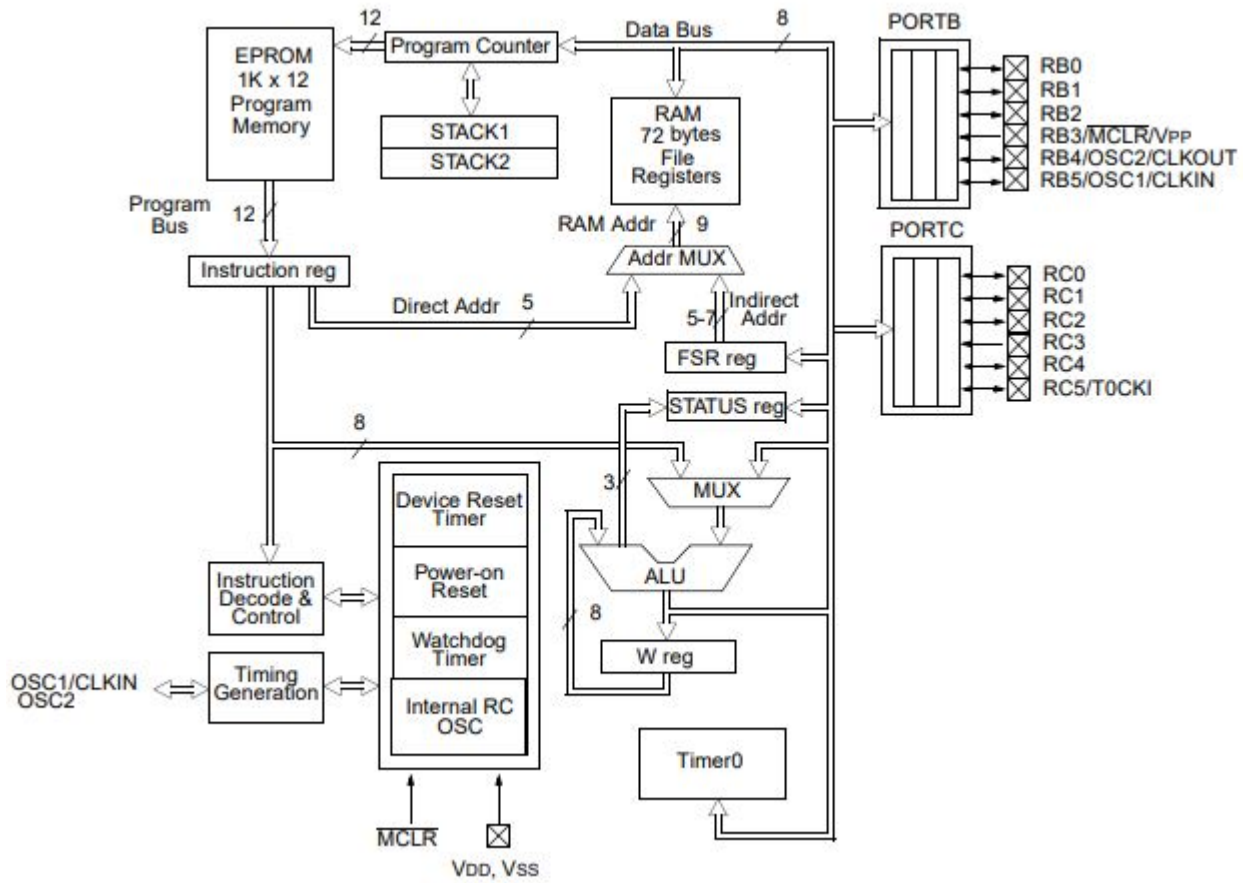 EPROM
1K x 12
Program
Memory
12
Program Counter
STACK1
STACK2
Data Bus
8
RAM
72 bytes
File
Registers
PORTB
RB0
RB1
RB2
RB3/MCLR/VPP
RB4/OSC2/CLKOUT
RB5/OSC1/CLKIN
Program
Bus
12
RAM Addr
9
Addr MUX
Instruction reg
Direct Addr
5
5-7
Indirect
Addr
FSR reg
STATUS reg
PORTC
RC0
RC1
RC2
RC3
RC4
RC5/T0CKI
8
3
MUX
ALU
8
W reg
Device Reset
Timer
Power-on
Reset
Watchdog
Timer
Internal RC
OSC
Instruction
Decode &
Control
Timing
Generation
OSC1/CLKIN
OSC2
Timer0
MCLR
VDD, VSS